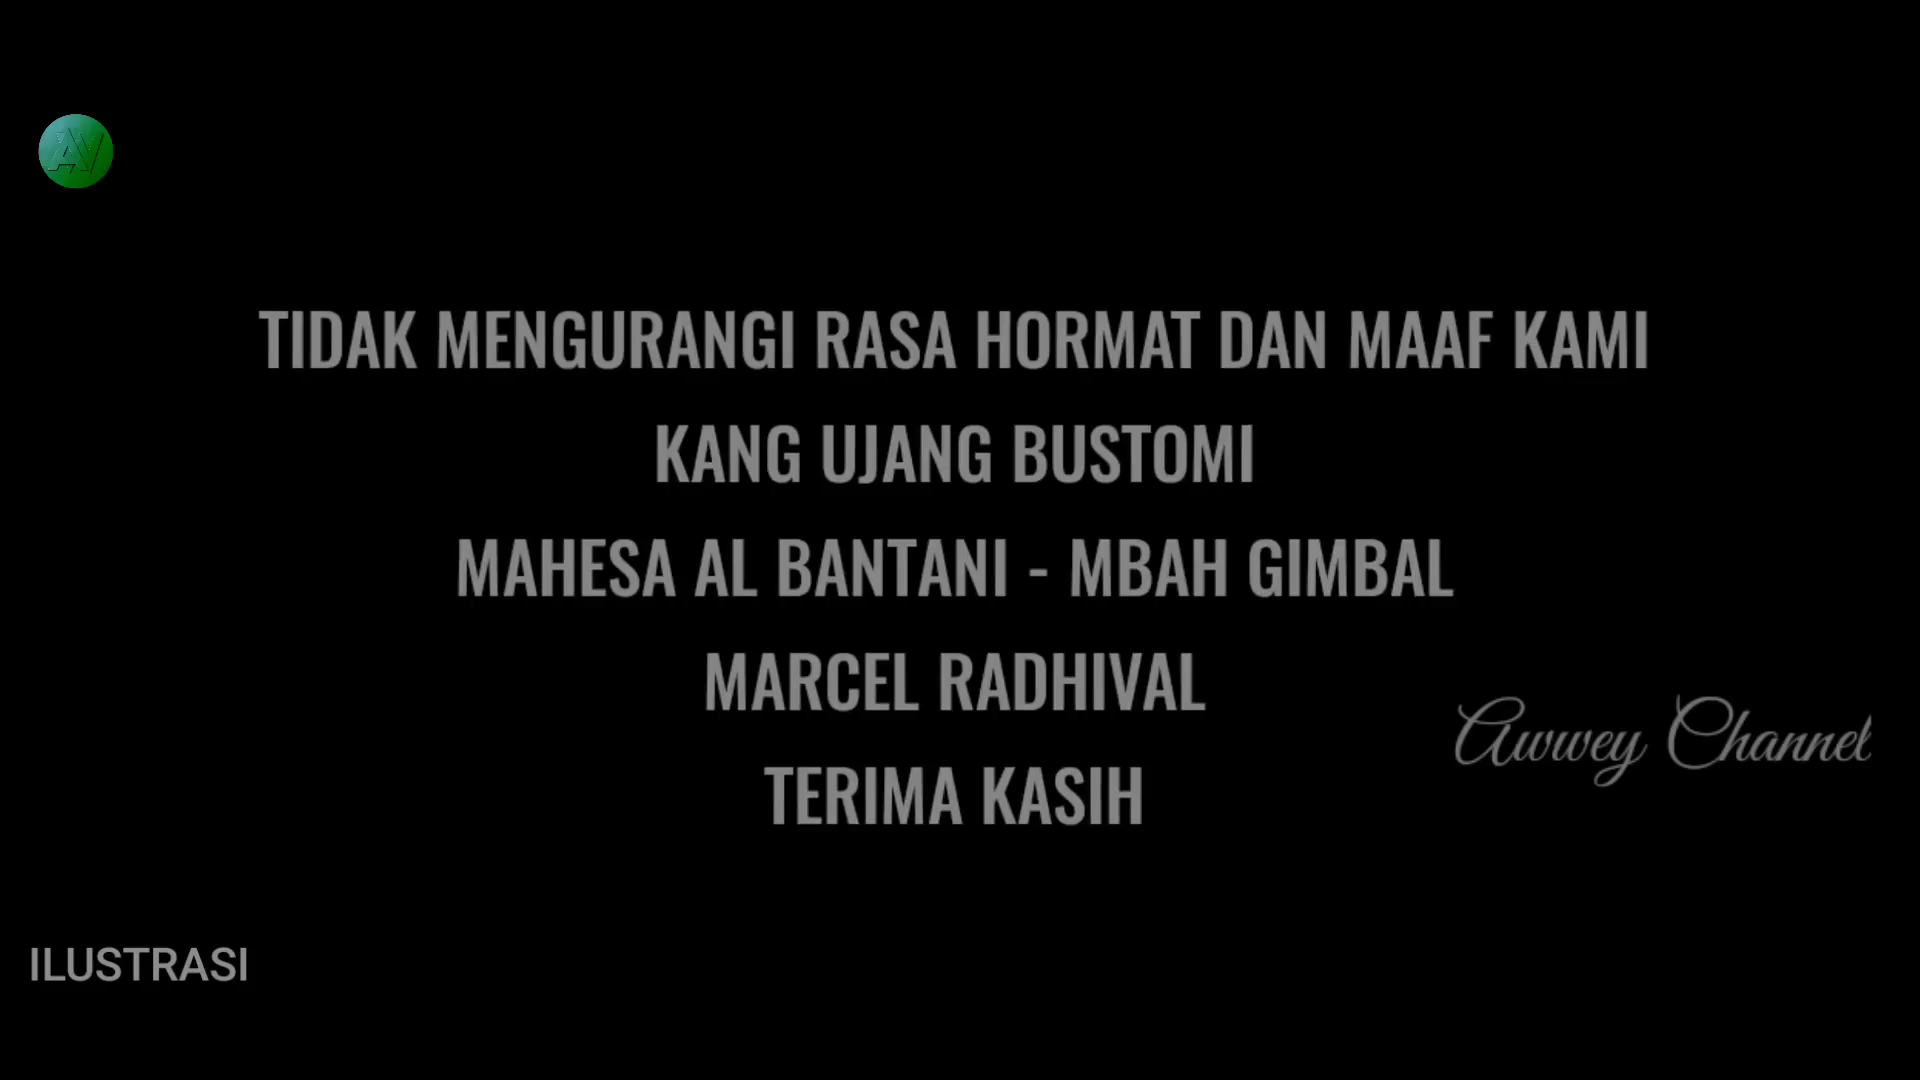 AV
TIDAK MENGURANGI RASA HORMAT DAN MAAF KAMI
KANG UJANG BUSTOMI
MAHESA AL BANTANI - MBAH GIMBAL
MARCEL RADHIVAL
TERIMA KASIH
Awwey Channel
ILUSTRASI